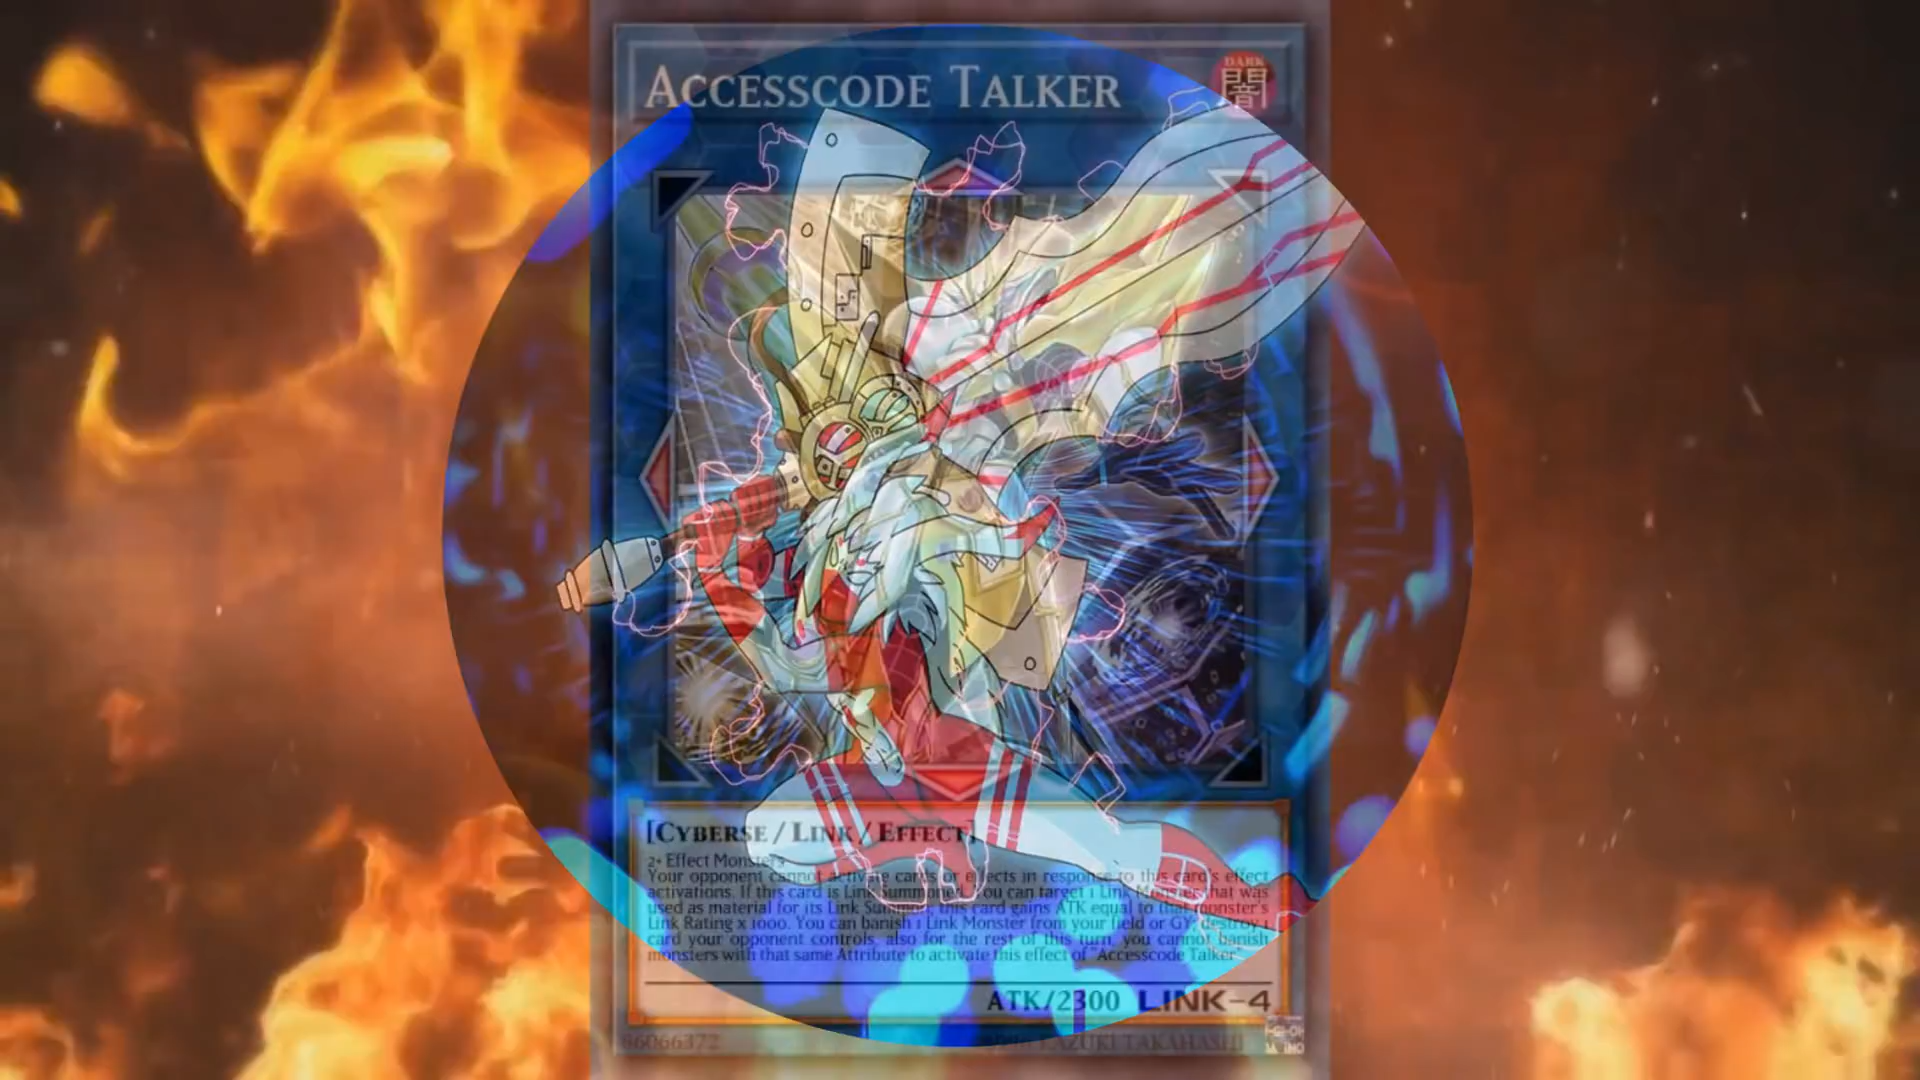 ACCESSCODE TALKER
DARK
闇
[CYBERSE / LINK / EFFECT]
2+ Effect Monsters
Your opponent cannot activate cards or effects in response to this card's effect
activations. If this card is Link Summoned: You can target 1 Link Monster that was
used as material for its Link Summon; this card gains ATK equal to that monster's
Link Rating x 1000. You can banish 1 Link Monster from your field or GY; destroy 1
card your opponent controls, also for the rest of this turn, you cannot banish
monsters with that same Attribute to activate this effect of "Accesscode Talker".
ATK/2300 LINK-4
KAZUKI TAKAHASHI